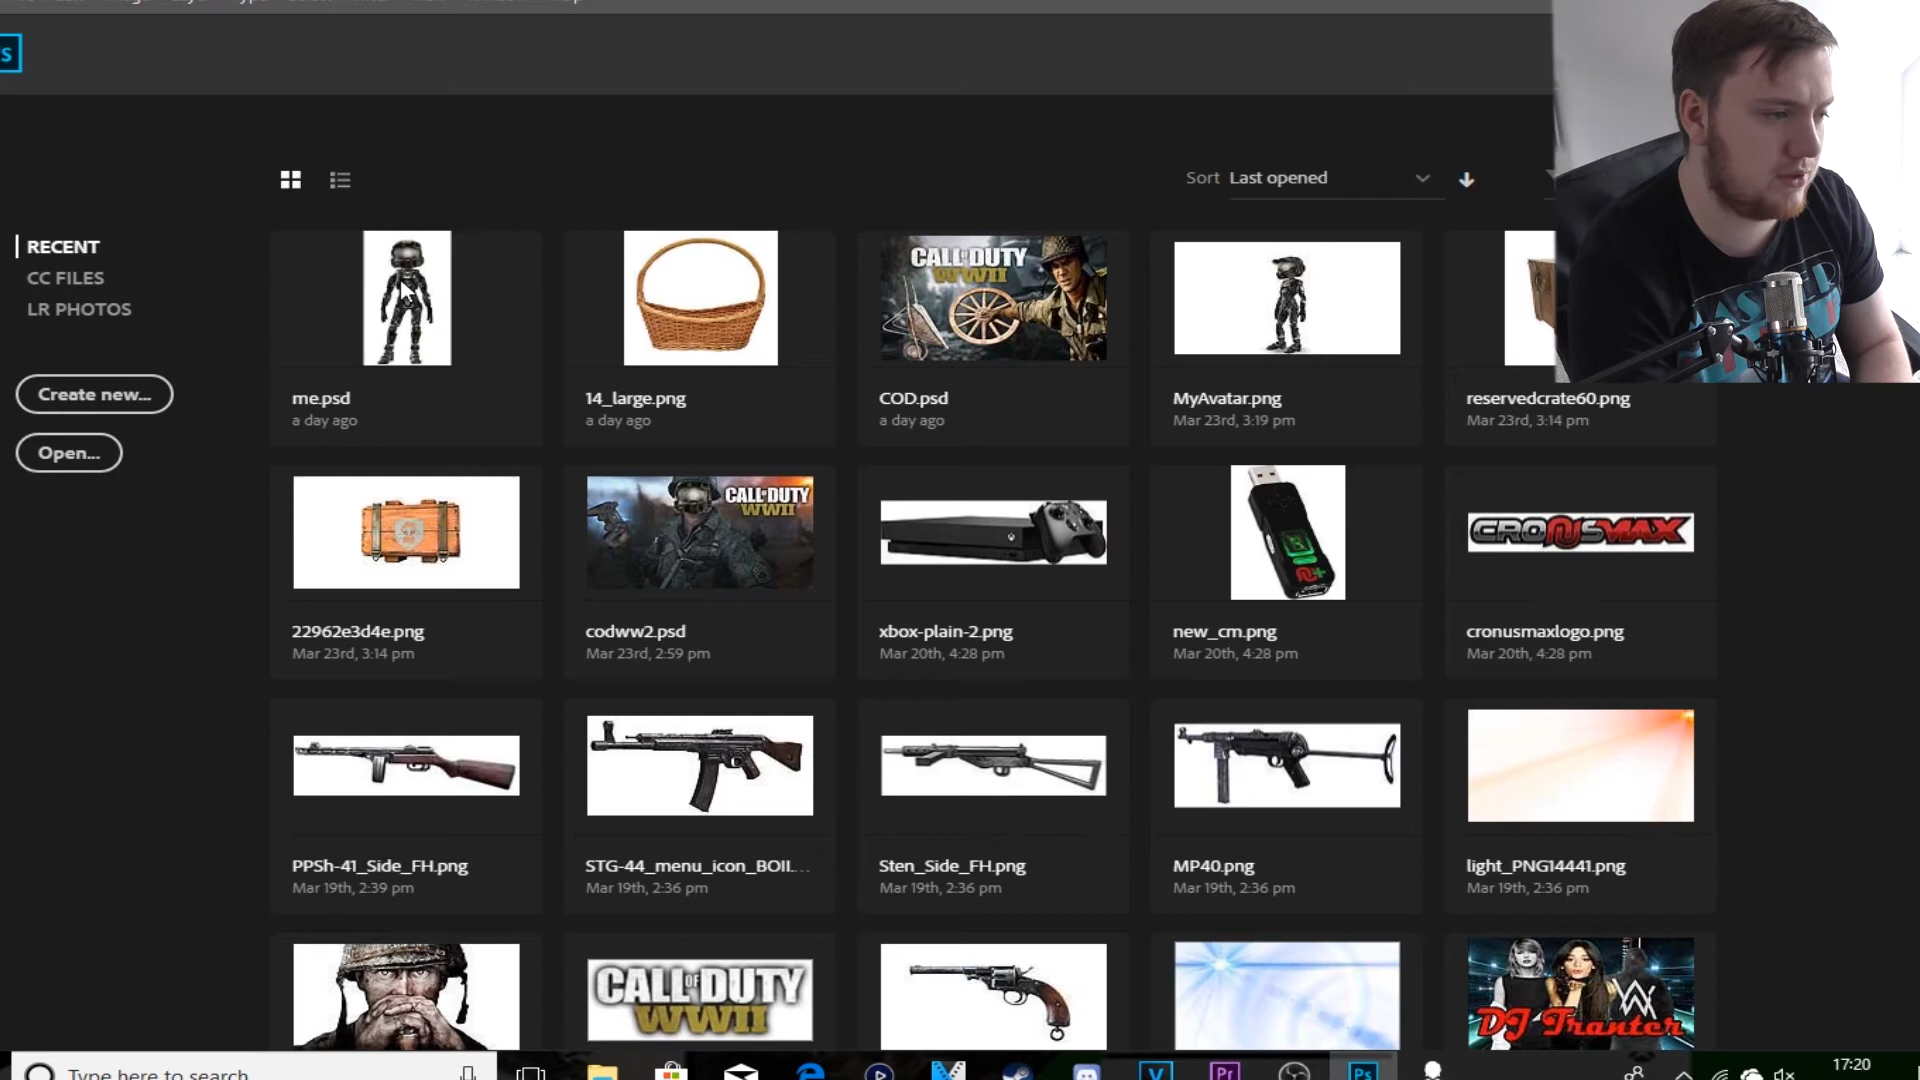 s
Sort Last opened
RECENT
CC FILES
LR PHOTOS
Create new...
Open...
CALL OF DUTY
WWII
me.psd
a day ago
14_large.png
a day ago
COD.psd
a day ago
MyAvatar.png
Mar 23rd, 3:19 pm
reservedcrate60.png
Mar 23rd, 3:14 pm
CALL OF DUTY
WWII
CRONUSMAX
22962e3d4e.png
Mar 23rd, 3:14 pm
codww2.psd
Mar 23rd, 2:59 pm
xbox-plain-2.png
Mar 20th, 4:28 pm
new_cm.png
Mar 20th, 4:28 pm
cronusmaxlogo.png
Mar 20th, 4:28 pm
PPSh-41_Side_FH.png
Mar 19th, 2:39 pm
STG-44_menu_icon_BOII....
Mar 19th, 2:36 pm
Sten_Side_FH.png
Mar 19th, 2:36 pm
MP40.png
Mar 19th, 2:36 pm
light_PNG14441.png
Mar 19th, 2:36 pm
CALL OF DUTY
WWII
DJ Tranter
Type here to search
V
Pr
Ps
17:20